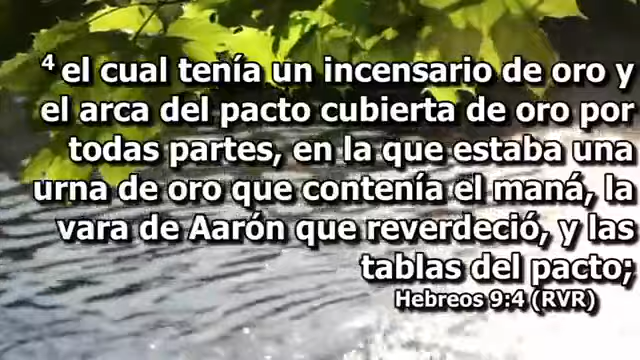 4 el cual tenía un incensario de oro y
el arca del pacto cubierta de oro por
todas partes, en la que estaba una
urna de oro que contenía el maná, la
vara de Aarón que reverdeció, y las
tablas del pacto;
Hebreos 9:4 (RVR)